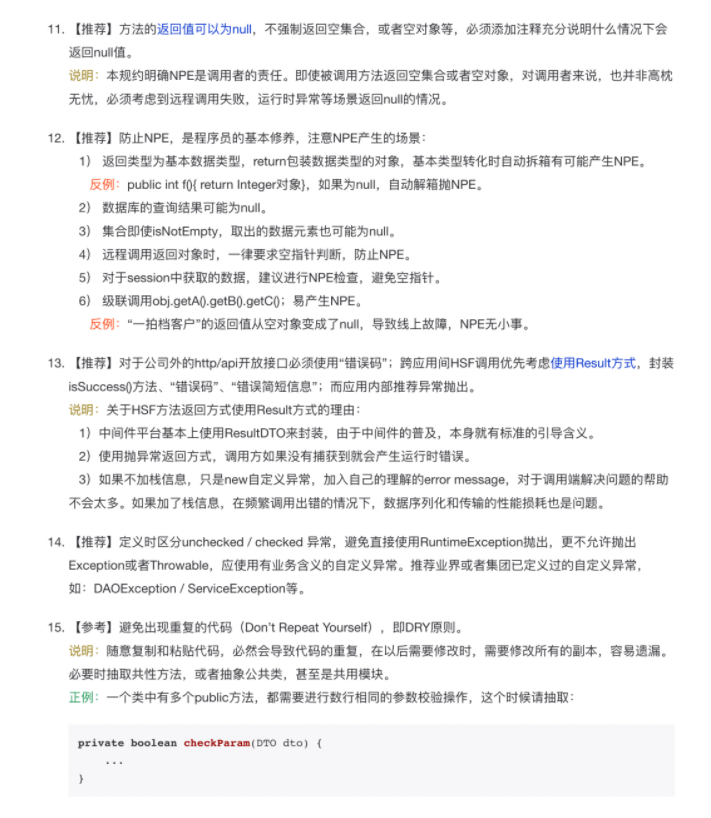 11. 【推荐】方法的返回值可以为null，不强制返回空集合，或者空对象等，必须添加注释充分说明什么情况下会
返回null值。
说明：本规约明确NPE是调用者的责任。即使被调用方法返回空集合或者空对象，对调用者来说，也并非高枕
无忧，必须考虑到远程调用失败，运行时异常等场景返回null的情况。
12. 【推荐】防止NPE，是程序员的基本修养，注意NPE产生的场景：
1） 返回类型为基本数据类型，return包装数据类型的对象，基本类型转化时自动拆箱有可能产生NPE。
反例：public int f(){ return Integer对象}，如果为null，自动解箱抛NPE。
2） 数据库的查询结果可能为null。
3） 集合即使isNotEmpty，取出的数据元素也可能为null。
4） 远程调用返回对象时，一律要求空指针判断，防止NPE。
5） 对于session中获取的数据，建议进行NPE检查，避免空指针。
6） 级联调用obj.getA().getB().getC()；易产生NPE。
反例：“一拍档客户”的返回值从空对象变成了null，导致线上故障，NPE无小事。
13. 【推荐】对于公司外的http/api开放接口必须使用“错误码”；跨应用间HSF调用优先考虑使用Result方式，封装
isSuccess()方法、“错误码”、“错误简短信息”；而应用内部推荐异常抛出。
说明：关于HSF方法返回方式使用Result方式的理由：
1）中间件平台基本上使用ResultDTO来封装，由于中间件的普及，本身就有标准的引导含义。
2）使用抛异常返回方式，调用方如果没有捕获到就会产生运行时错误。
3）如果不加栈信息，只是new自定义异常，加入自己的理解的error message，对于调用端解决问题的帮助
不会太多。如果加了栈信息，在频繁调用出错的情况下，数据序列化和传输的性能损耗也是问题。
14. 【推荐】定义时区分unchecked / checked 异常，避免直接使用RuntimeException抛出，更不允许抛出
Exception或者Throwable，应使用有业务含义的自定义异常。推荐业界或者集团已定义过的自定义异常，
如：DAOException / ServiceException等。
15. 【参考】避免出现重复的代码（Don't Repeat Yourself），即DRY原则。
说明：随意复制和粘贴代码，必然会导致代码的重复，在以后需要修改时，需要修改所有的副本，容易遗漏。
必要时抽取共性方法，或者抽象公共类，甚至是共用模块。
正例：一个类中有多个public方法，都需要进行数行相同的参数校验操作，这个时候请抽取：
private boolean checkParam(DTO dto) {
...
}